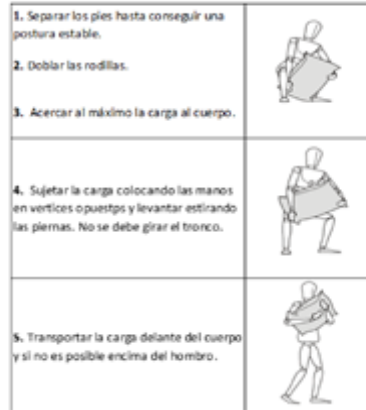 1. Separar los pies hasta conseguir una
postura estable.
2. Doblar las rodillas.
3. Acercar al máximo la carga al cuerpo.
4. Sujetar la carga colocando las manos
en vertices opuestps y levantar estirando
las piernas. No se debe girar el tronco.
5. Transportar la carga delante del cuerpo
y si no es posible encima del hombro.